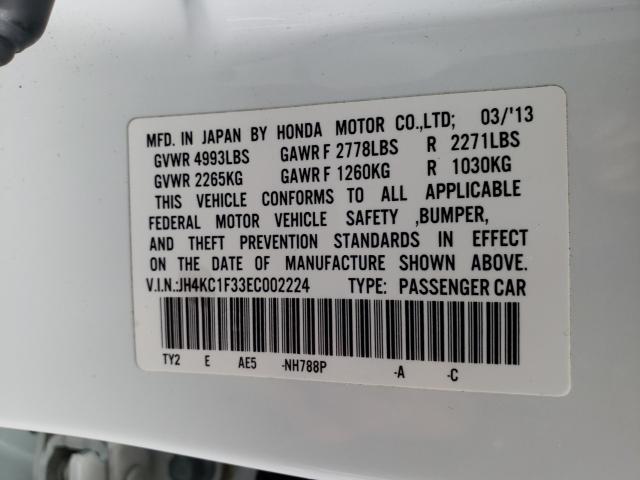 MFD. IN JAPAN BY HONDA MOTOR CO.,LTD; 03/'13
GVWR 4993LBS GAWR F 2778LBS R 2271LBS
GVWR 2265KG GAWR F 1260KG R 1030KG
THIS VEHICLE CONFORMS TO ALL APPLICABLE
FEDERAL MOTOR VEHICLE SAFETY ,BUMPER,
AND THEFT PREVENTION STANDARDS IN EFFECT
ON THE DATE OF MANUFACTURE SHOWN ABOVE.
V.I.N.:JH4KC1F33EC002224 TYPE: PASSENGER CAR
TY2 E AE5 -NH788P -A -C